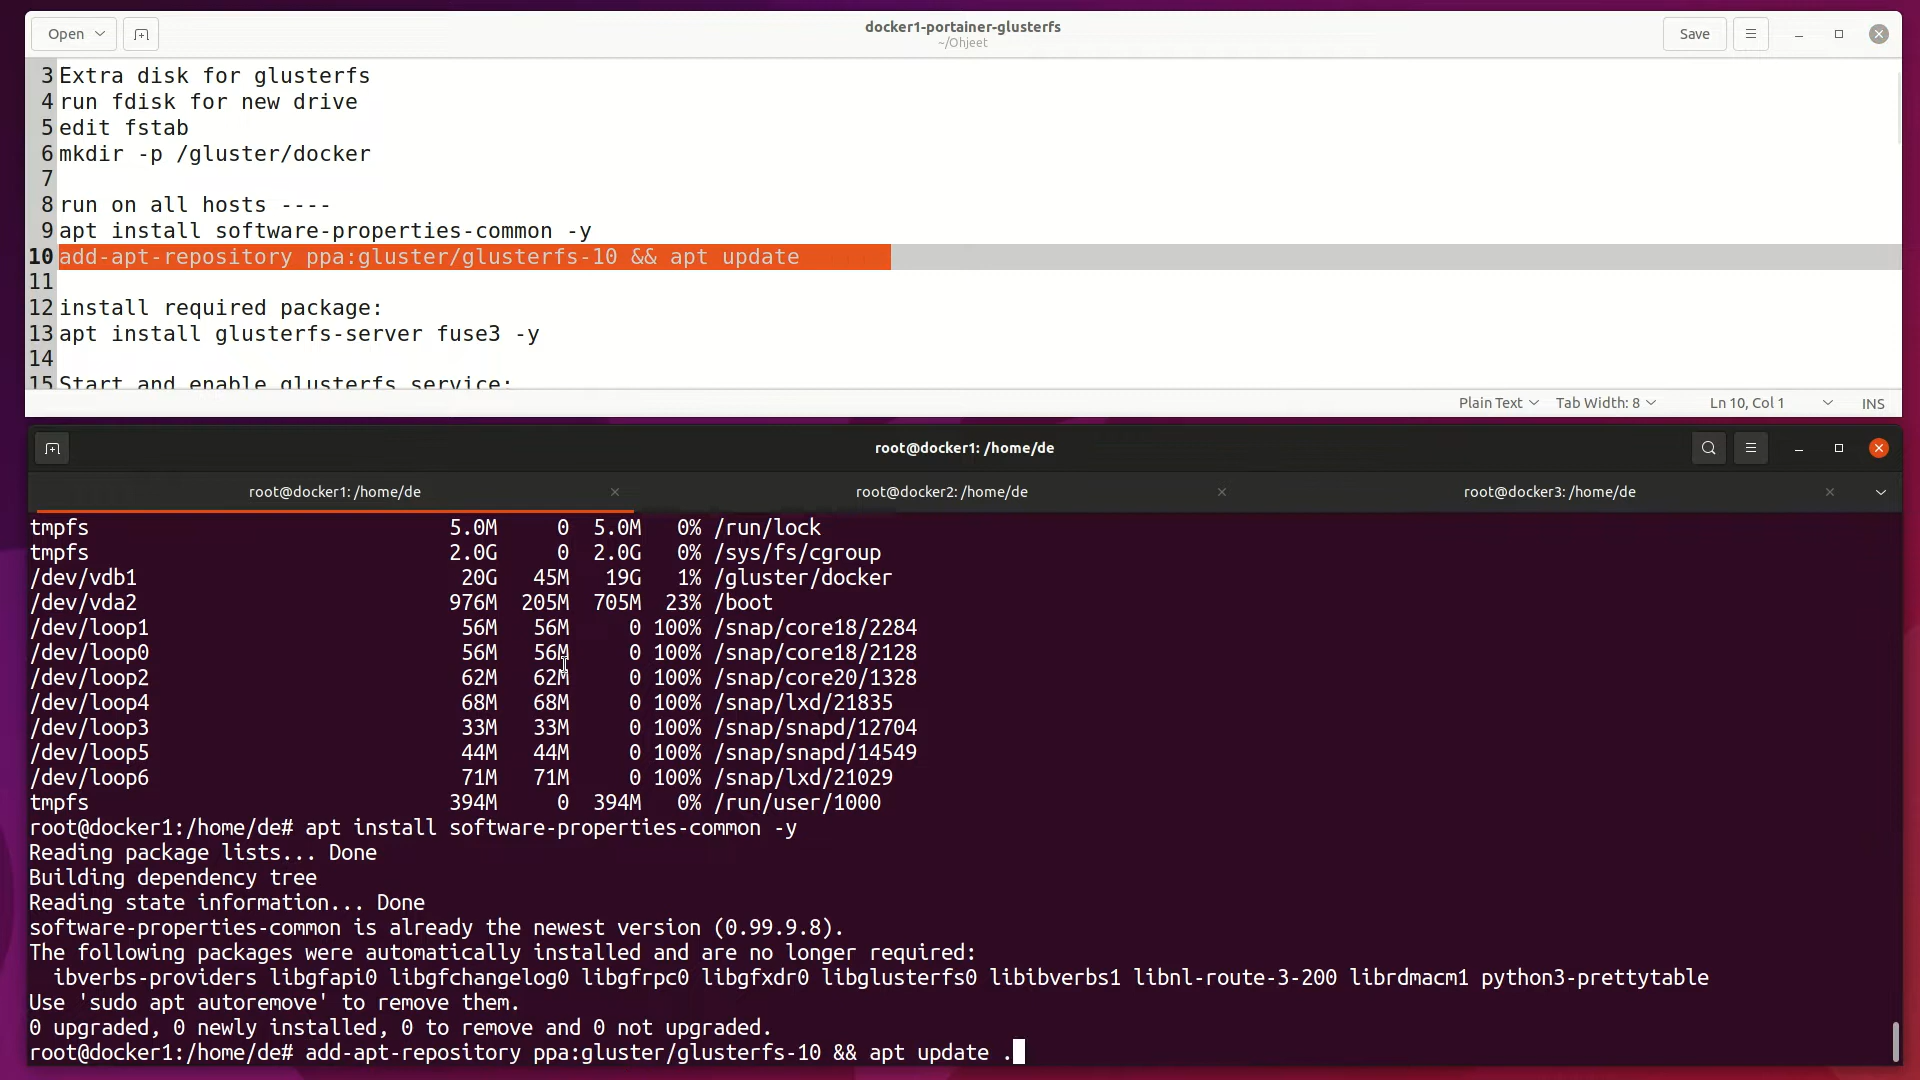 Open
docker1-portainer-glusterfs
~/Ohjeet
Save
3 Extra disk for glusterfs
4 run fdisk for new drive
5 edit fstab
6 mkdir -p /gluster/docker
7
8 run on all hosts ----
9 apt install software-properties-common -y
10 add-apt-repository ppa:gluster/glusterfs-10 && apt update
11
12 install required package:
13 apt install glusterfs-server fuse3 -y
14
15 Start and enable glusterfs service:
Plain Text Tab Width: 8 Ln 10, Col 1 INS
root@docker1: /home/de
root@docker1: /home/de root@docker2: /home/de root@docker3: /home/de
tmpfs 5.0M 0 5.0M 0% /run/lock
tmpfs 2.0G 0 2.0G 0% /sys/fs/cgroup
/dev/vdb1 20G 45M 19G 1% /gluster/docker
/dev/vda2 976M 205M 705M 23% /boot
/dev/loop1 56M 56M 0 100% /snap/core18/2284
/dev/loop0 56M 56M 0 100% /snap/core18/2128
/dev/loop2 62M 62M 0 100% /snap/core20/1328
/dev/loop4 68M 68M 0 100% /snap/lxd/21835
/dev/loop3 33M 33M 0 100% /snap/snapd/12704
/dev/loop5 44M 44M 0 100% /snap/snapd/14549
/dev/loop6 71M 71M 0 100% /snap/lxd/21029
tmpfs 394M 0 394M 0% /run/user/1000
root@docker1:/home/de# apt install software-properties-common -y
Reading package lists... Done
Building dependency tree
Reading state information... Done
software-properties-common is already the newest version (0.99.9.8).
The following packages were automatically installed and are no longer required:
ibverbs-providers libgfapi0 libgfchangelog0 libgfrpc0 libgfxdr0 libglusterfs0 libibverbs1 libnl-route-3-200 librdmacm1 python3-prettytable
Use 'sudo apt autoremove' to remove them.
0 upgraded, 0 newly installed, 0 to remove and 0 not upgraded.
root@docker1:/home/de# add-apt-repository ppa:gluster/glusterfs-10 && apt update .